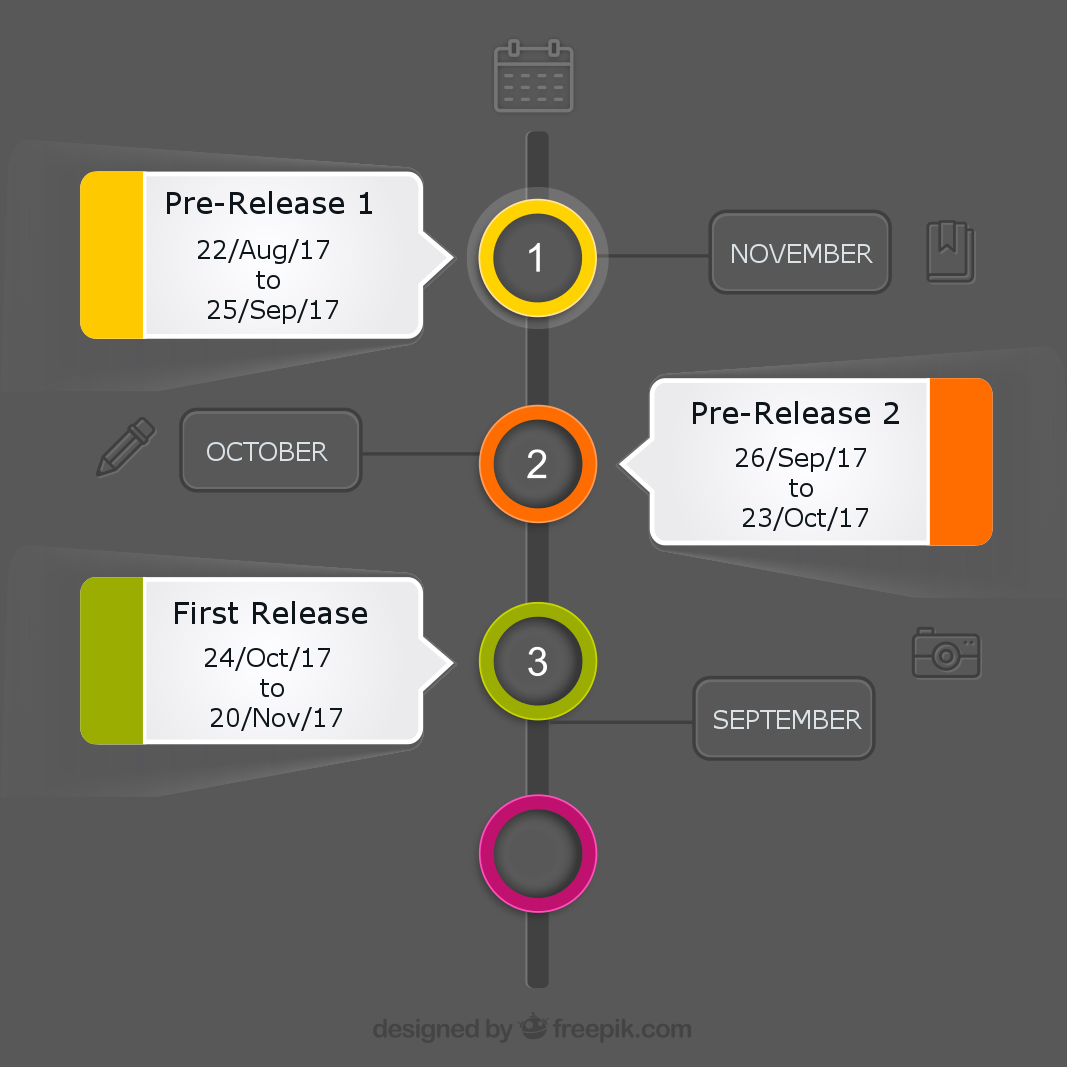 Pre-Release 1
22/Aug/17
to
25/Sep/17
1
NOVEMBER
OCTOBER
2
Pre-Release 2
26/Sep/17
to
23/Oct/17
First Release
24/Oct/17
to
20/Nov/17
3
SEPTEMBER
designed by freepik.com